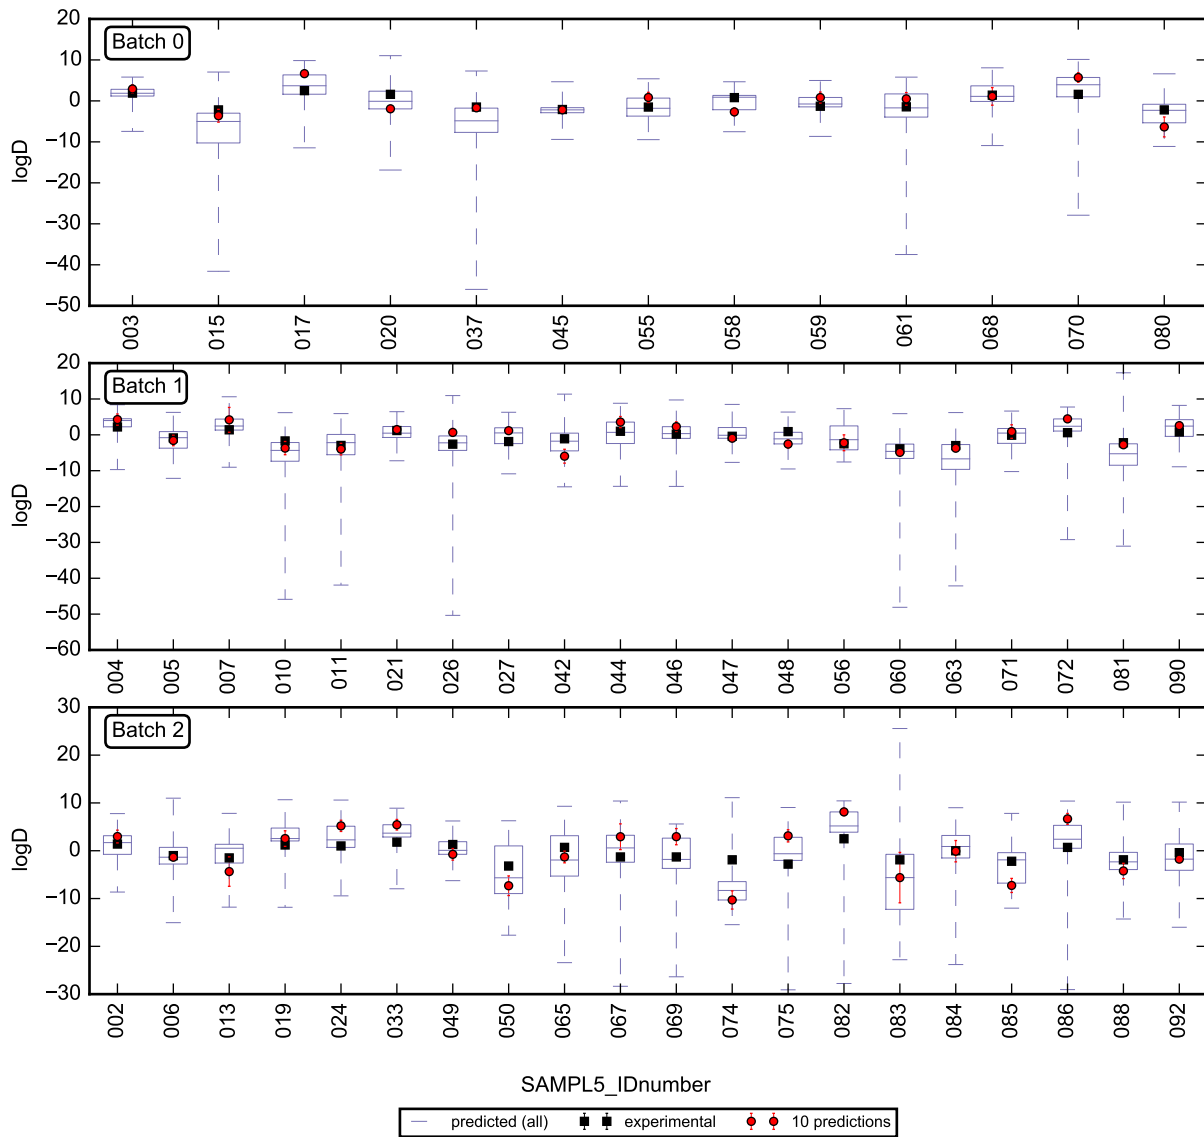 20
10
0
−10
−20
−30
−40
−50
logD
Batch 0
003 015 017 020 037 045 055 058 059 061 068 070 080
20
10
0
−10
−20
−30
−40
−50
−60
logD
Batch 1
004 005 007 010 011 021 026 027 042 044 046 047 048 056 060 063 071 072 081 090
30
20
10
0
−10
−20
−30
logD
Batch 2
002 006 013 019 024 033 049 050 065 067 069 074 075 082 083 084 085 086 088 092
SAMPL5_IDnumber
predicted (all) experimental 10 predictions